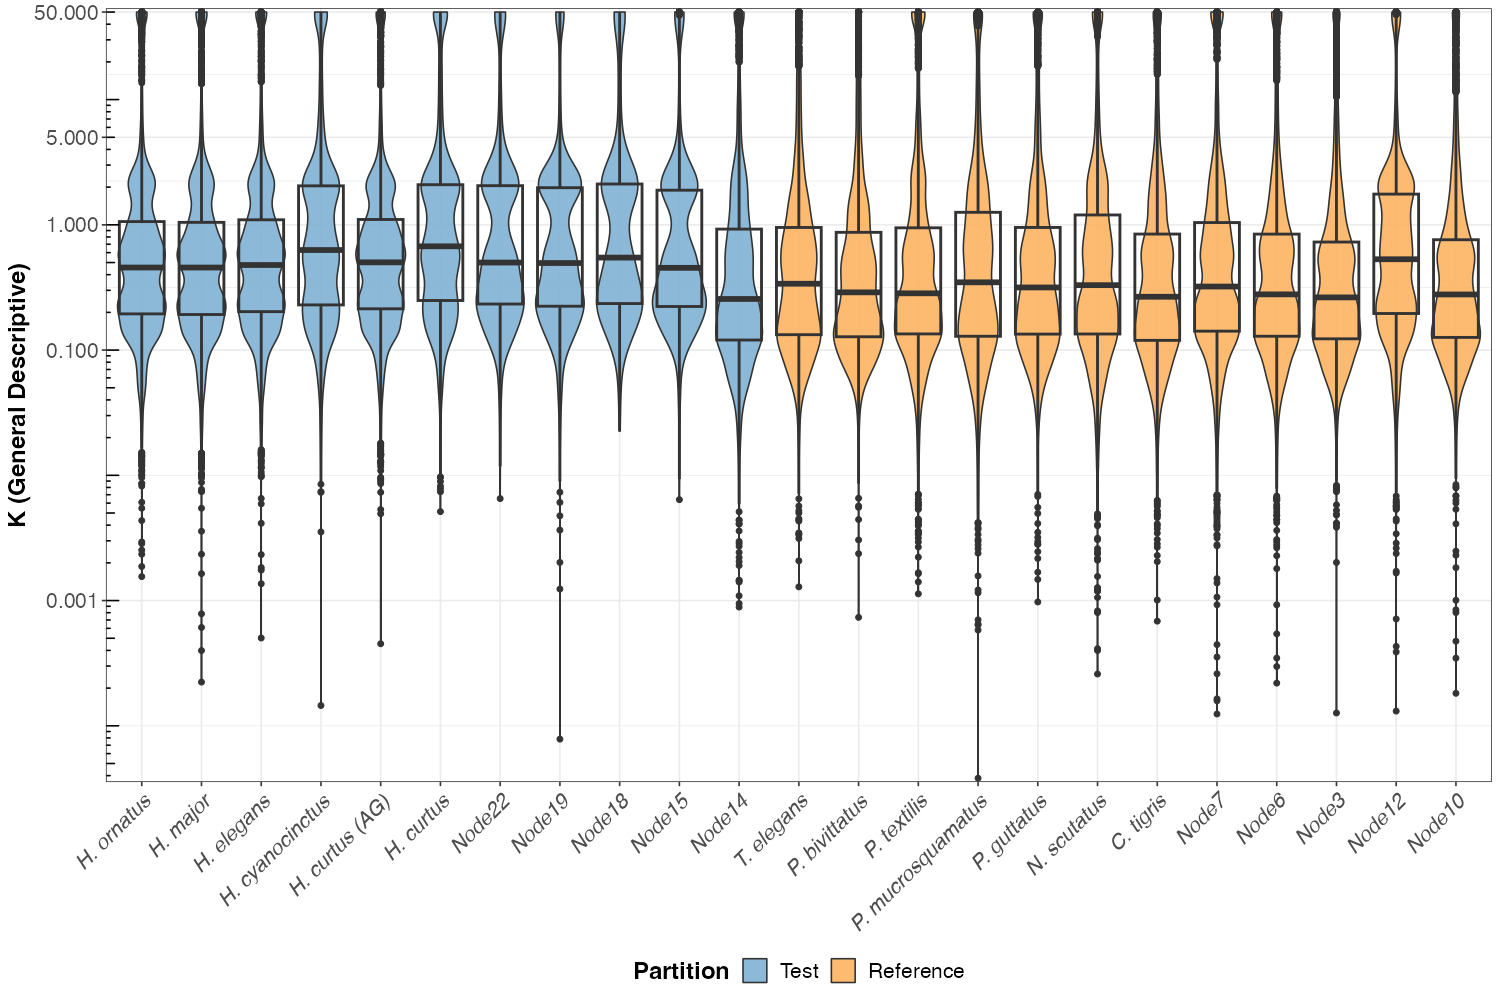 K (General Descriptive)
50.000
5.000
1.000
0.100
0.001
H. ornatus
H. major
H. elegans
H. cyanocinctus
H. curtus (AG)
H. curtus
Node22
Node19
Node18
Node15
Node14
T. elegans
P. bivittatus
P. textilis
P. mucrosquamatus
P. guttatus
N. scutatus
C. tigris
Node7
Node6
Node3
Node12
Node10
Partition Test Reference